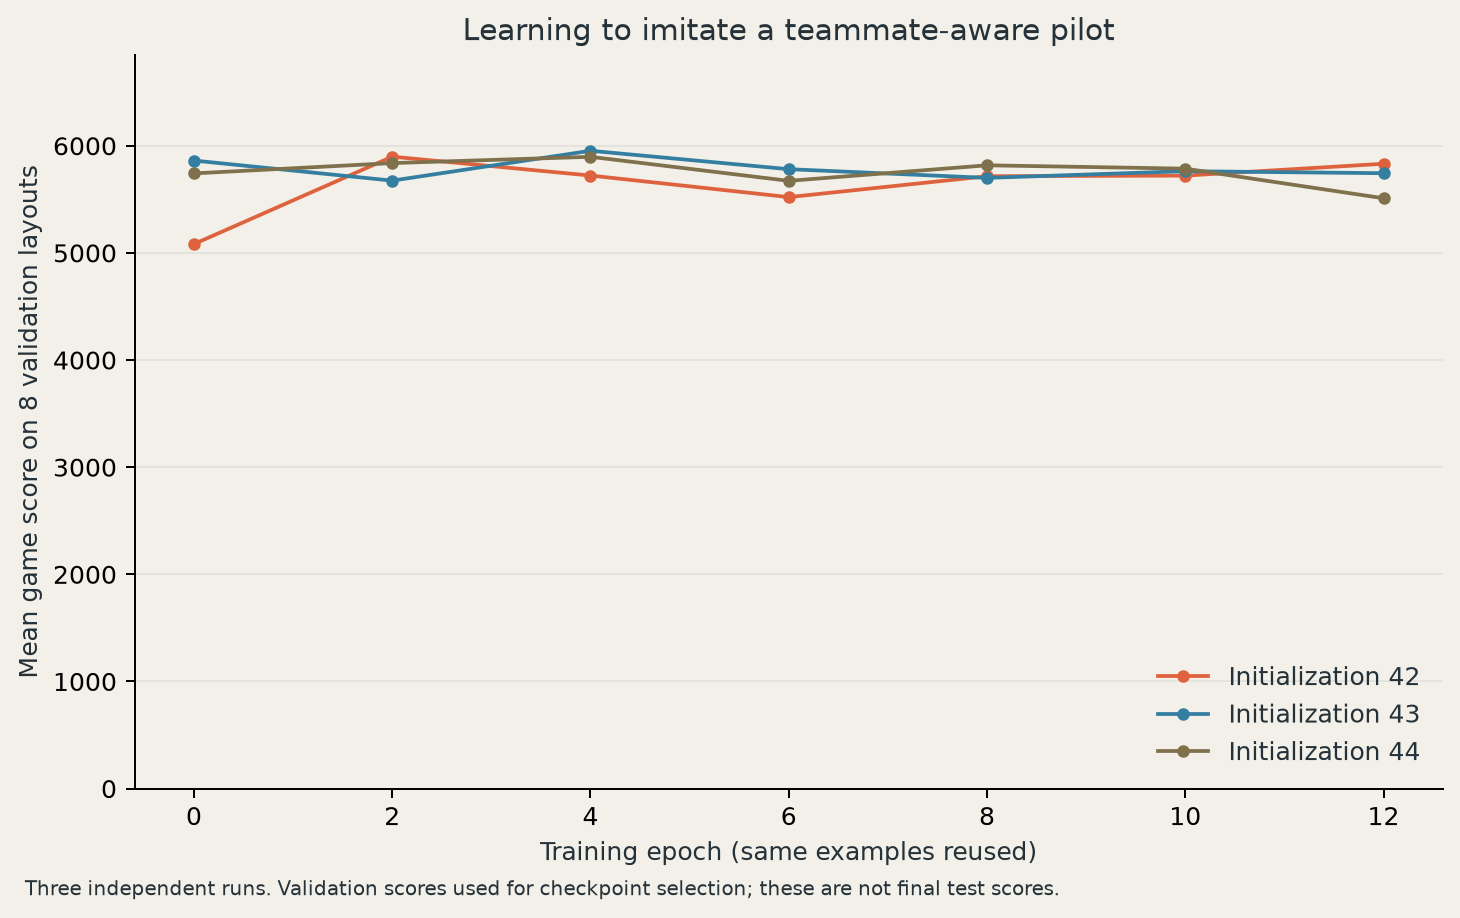 Learning to imitate a teammate-aware pilot
Mean game score on 8 validation layouts
6000
5000
4000
3000
2000
1000
0
Initialization 42
Initialization 43
Initialization 44
0 2 4 6 8 10 12
Training epoch (same examples reused)
Three independent runs. Validation scores used for checkpoint selection; these are not final test scores.